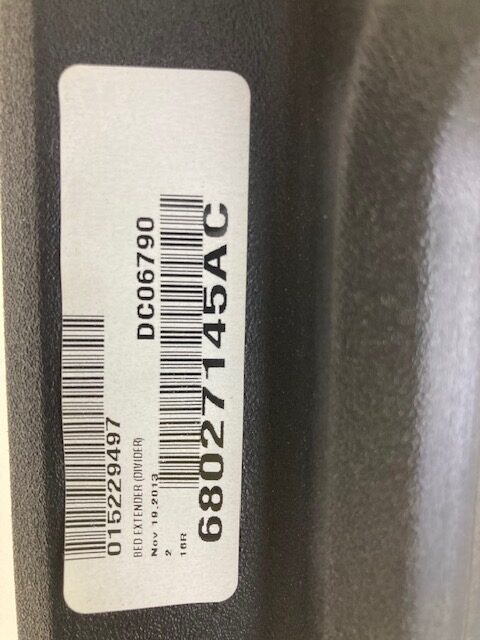 015229497
BED EXTENDER (DIVIDER)
Nov 19.2013 DC06790
2
16R
68027145AC